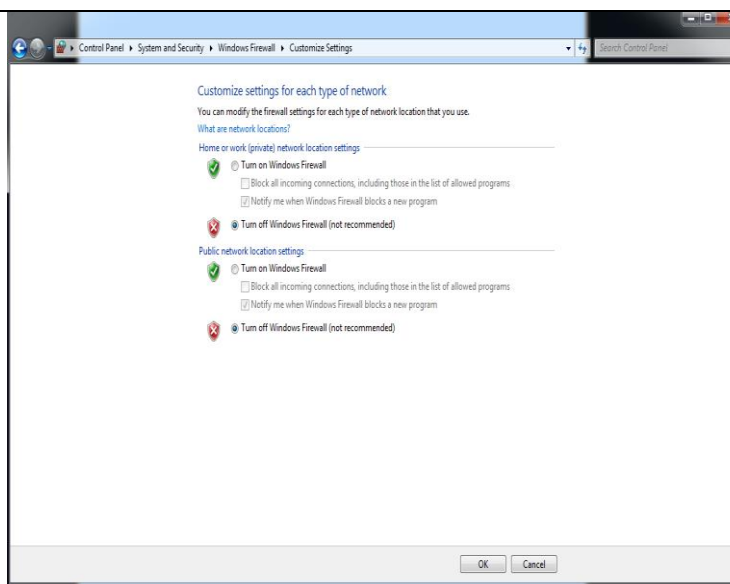 Control Panel ▸ System and Security ▸ Windows Firewall ▸ Customize Settings
Search Control Panel
Customize settings for each type of network
You can modify the firewall settings for each type of network location that you use.
What are network locations?
Home or work (private) network location settings
Turn on Windows Firewall
Block all incoming connections, including those in the list of allowed programs
Notify me when Windows Firewall blocks a new program
Turn off Windows Firewall (not recommended)
Public network location settings
Turn on Windows Firewall
Block all incoming connections, including those in the list of allowed programs
Notify me when Windows Firewall blocks a new program
Turn off Windows Firewall (not recommended)
OK Cancel